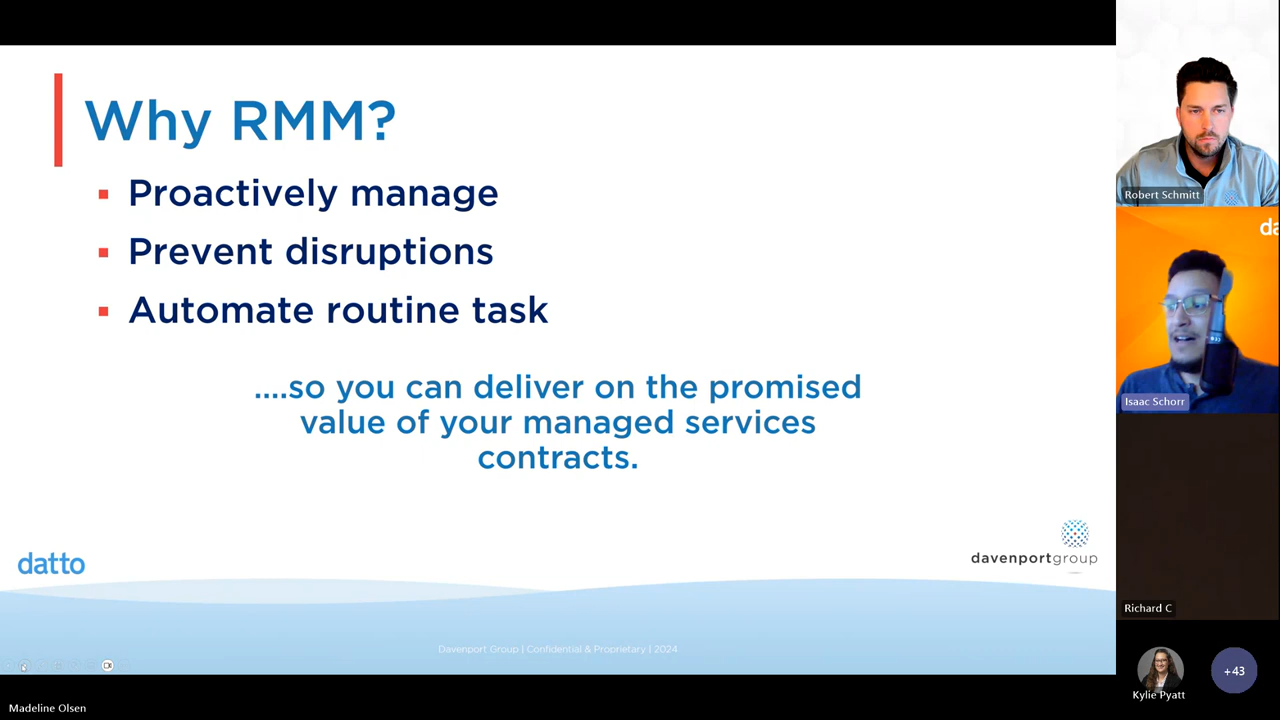 Why RMM?
Proactively manage
Prevent disruptions
Automate routine task
....so you can deliver on the promised
value of your managed services
contracts.
datto
davenportgroup
Davenport Group | Confidential & Proprietary | 2024
Madeline Olsen
Robert Schmitt
da
Isaac Schorr
Richard C
Kylie Pyatt
+43